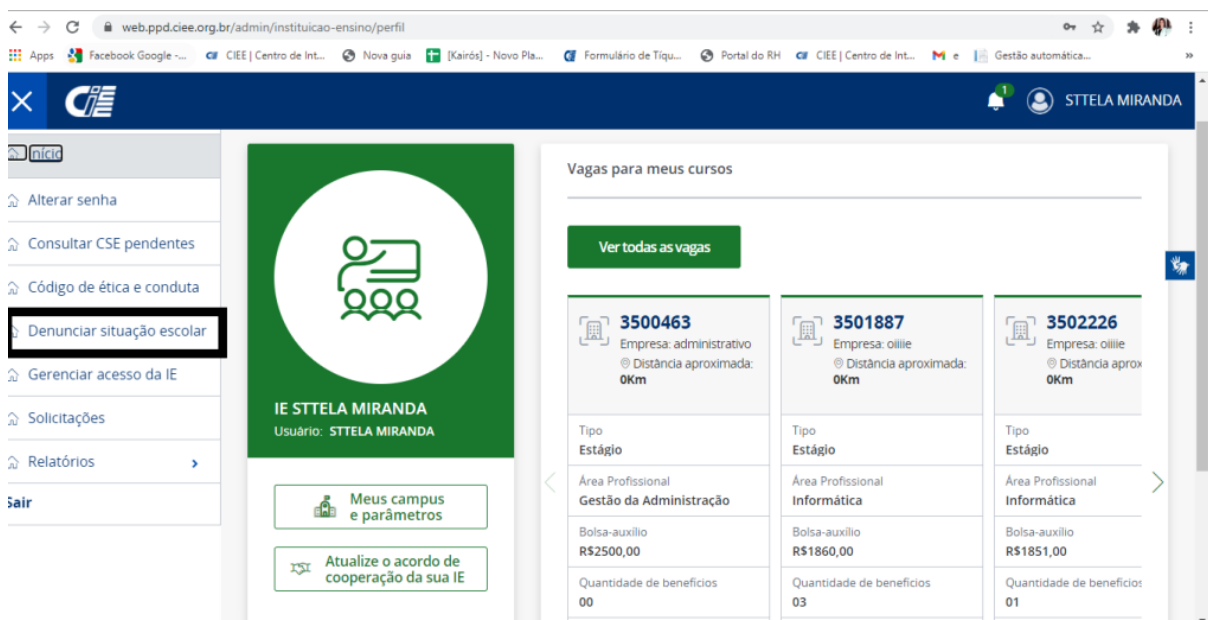 web.ppd.ciee.org.br/admin/instituicao-ensino/perfil
Apps Facebook Google -... CIEE | Centro de Int... Nova guia [Kairós] - Novo Pla... Formulário de Tíqu... Portal do RH CIEE | Centro de Int... e Gestão automática... »
CIEE 1 STTELA MIRANDA
Início
Alterar senha
Consultar CSE pendentes
Código de ética e conduta
Denunciar situação escolar
Gerenciar acesso da IE
Solicitações
Relatórios
Sair
IE STTELA MIRANDA
Usuário: STTELA MIRANDA
Meus campus
e parâmetros
Atualize o acordo de
cooperação da sua IE
Vagas para meus cursos
Ver todas as vagas
3500463
Empresa: administrativo
Distância aproximada:
0Km
Tipo
Estágio
Área Profissional
Gestão da Administração
Bolsa-auxílio
R$2500,00
Quantidade de benefícios
00
3501887
Empresa: oiiiie
Distância aproximada:
0Km
Tipo
Estágio
Área Profissional
Informática
Bolsa-auxílio
R$1860,00
Quantidade de benefícios
03
3502226
Empresa: oiiiie
Distância aprox
0Km
Tipo
Estágio
Área Profissional
Informática
Bolsa-auxílio
R$1851,00
Quantidade de benefícios
01